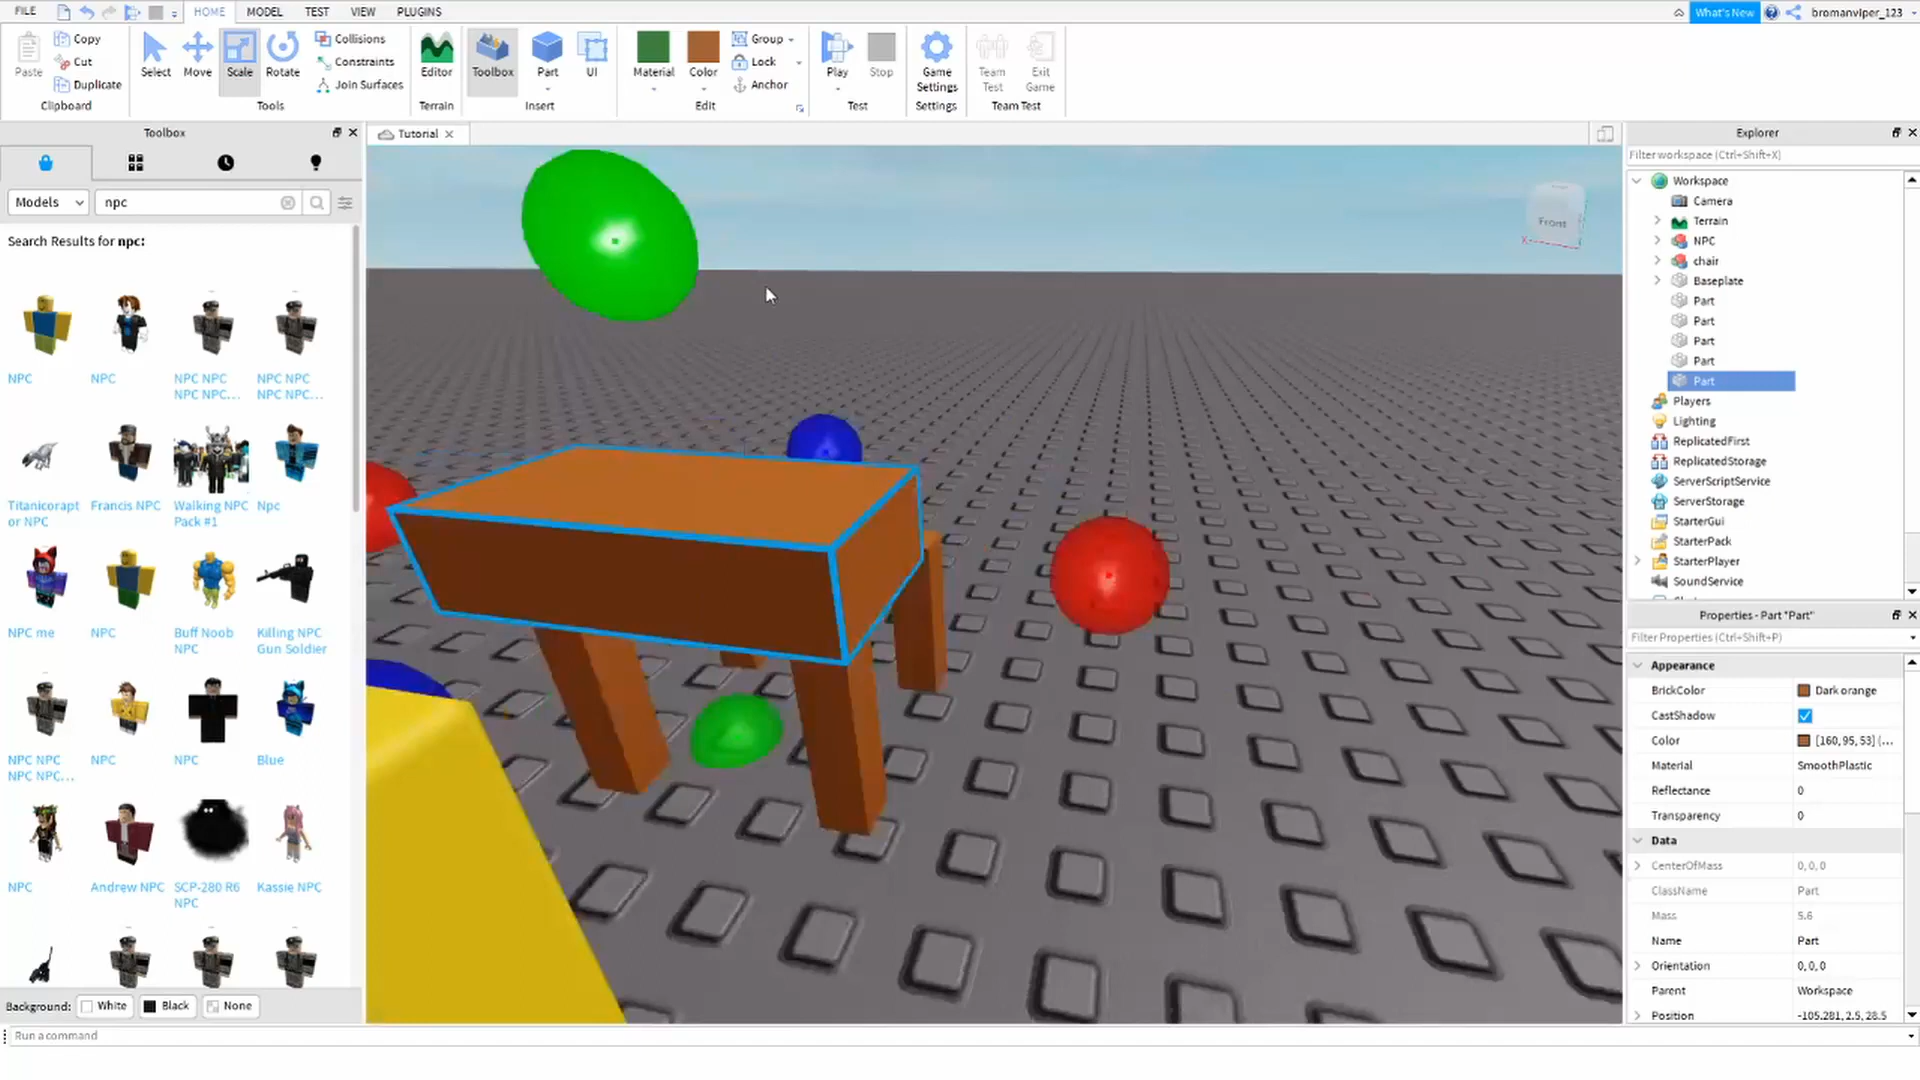 FILE
HOME
MODEL
TEST
VIEW
PLUGINS
What's New
bromanviper_123
Paste
Copy
Cut
Duplicate
Clipboard
Select
Move
Scale
Rotate
Collisions
Constraints
Join Surfaces
Tools
Editor
Terrain
Toolbox
Part
UI
Insert
Material
Color
Group
Lock
Anchor
Edit
Play
Stop
Test
Game
Settings
Settings
Team
Test
Exit
Game
Team Test
Toolbox
Models
npc
Search Results for npc:
NPC
NPC
NPC NPC
NPC NPC...
NPC NPC
NPC NPC...
Titanicorapt
or NPC
Francis NPC
Walking NPC
Pack #1
Npc
NPC me
NPC
Buff Noob
NPC
Killing NPC
Gun Soldier
NPC NPC
NPC NPC...
NPC
NPC
Blue
NPC
Andrew NPC
SCP-280 R6
NPC
Kassie NPC
Background:
White
Black
None
Run a command
Tutorial
Front
X
Explorer
Filter workspace (Ctrl+Shift+X)
Workspace
Camera
Terrain
NPC
chair
Baseplate
Part
Part
Part
Part
Part
Players
Lighting
ReplicatedFirst
ReplicatedStorage
ServerScriptService
ServerStorage
StarterGui
StarterPack
StarterPlayer
SoundService
Properties - Part "Part"
Filter Properties (Ctrl+Shift+P)
Appearance
BrickColor Dark orange
CastShadow
Color [160, 95, 53] (...
Material SmoothPlastic
Reflectance 0
Transparency 0
Data
CenterOfMass 0, 0, 0
ClassName Part
Mass 5.6
Name Part
Orientation 0, 0, 0
Parent Workspace
Position -105.281, 2.5, 28.5